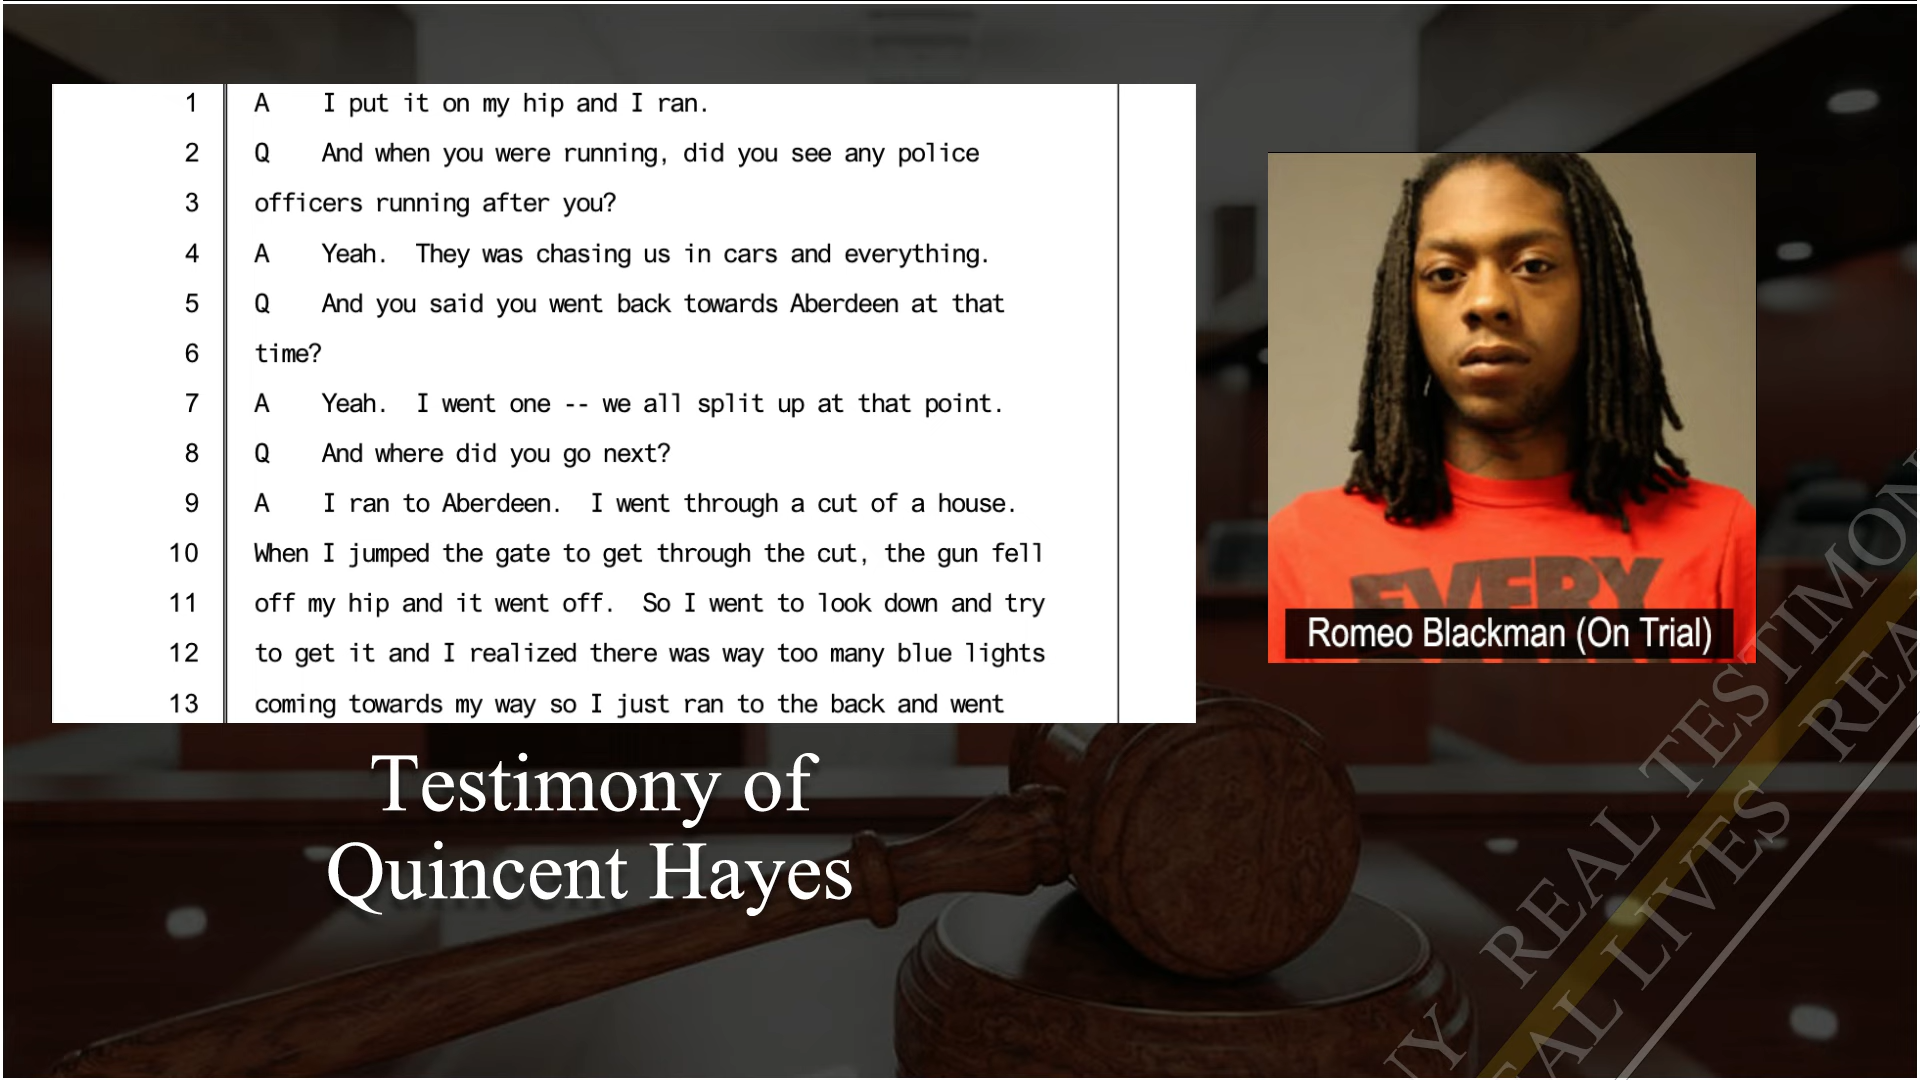 1 A I put it on my hip and I ran.
2 Q And when you were running, did you see any police
3 officers running after you?
4 A Yeah. They was chasing us in cars and everything.
5 Q And you said you went back towards Aberdeen at that
6 time?
7 A Yeah. I went one -- we all split up at that point.
8 Q And where did you go next?
9 A I ran to Aberdeen. I went through a cut of a house.
10 When I jumped the gate to get through the cut, the gun fell
11 off my hip and it went off. So I went to look down and try
12 to get it and I realized there was way too many blue lights
13 coming towards my way so I just ran to the back and went
EVERY
Romeo Blackman (On Trial)
Testimony of
Quincent Hayes
REAL TESTIMON
REAL LIVES REA